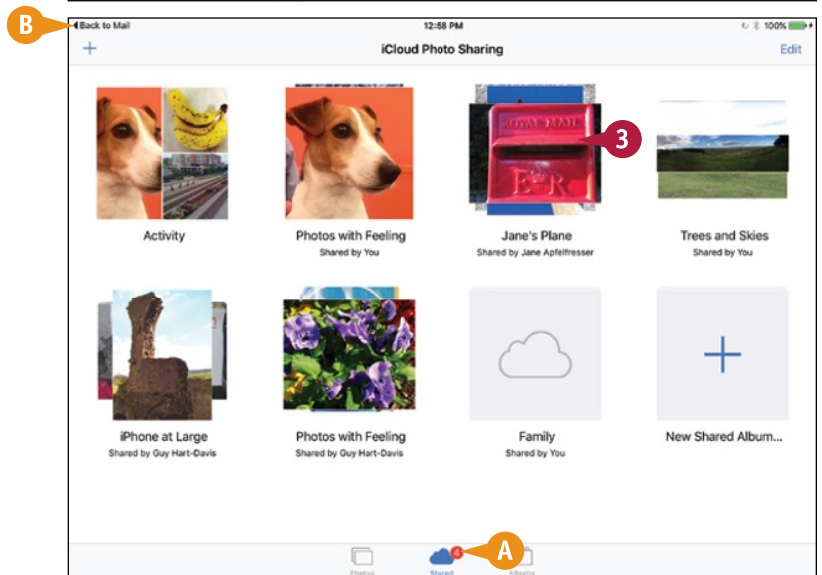 B
Back to Mail 12:58 PM 100%
iCloud Photo Sharing Edit
ROYAL MAIL
3
E R
Activity Photos with Feeling Jane's Plane Trees and Skies
Shared by You Shared by Jane Apfelfresser Shared by You
iPhone at Large Photos with Feeling Family New Shared Album...
Shared by Guy Hart-Davis Shared by Guy Hart-Davis Shared by You
4 A
Photos Shared Albums